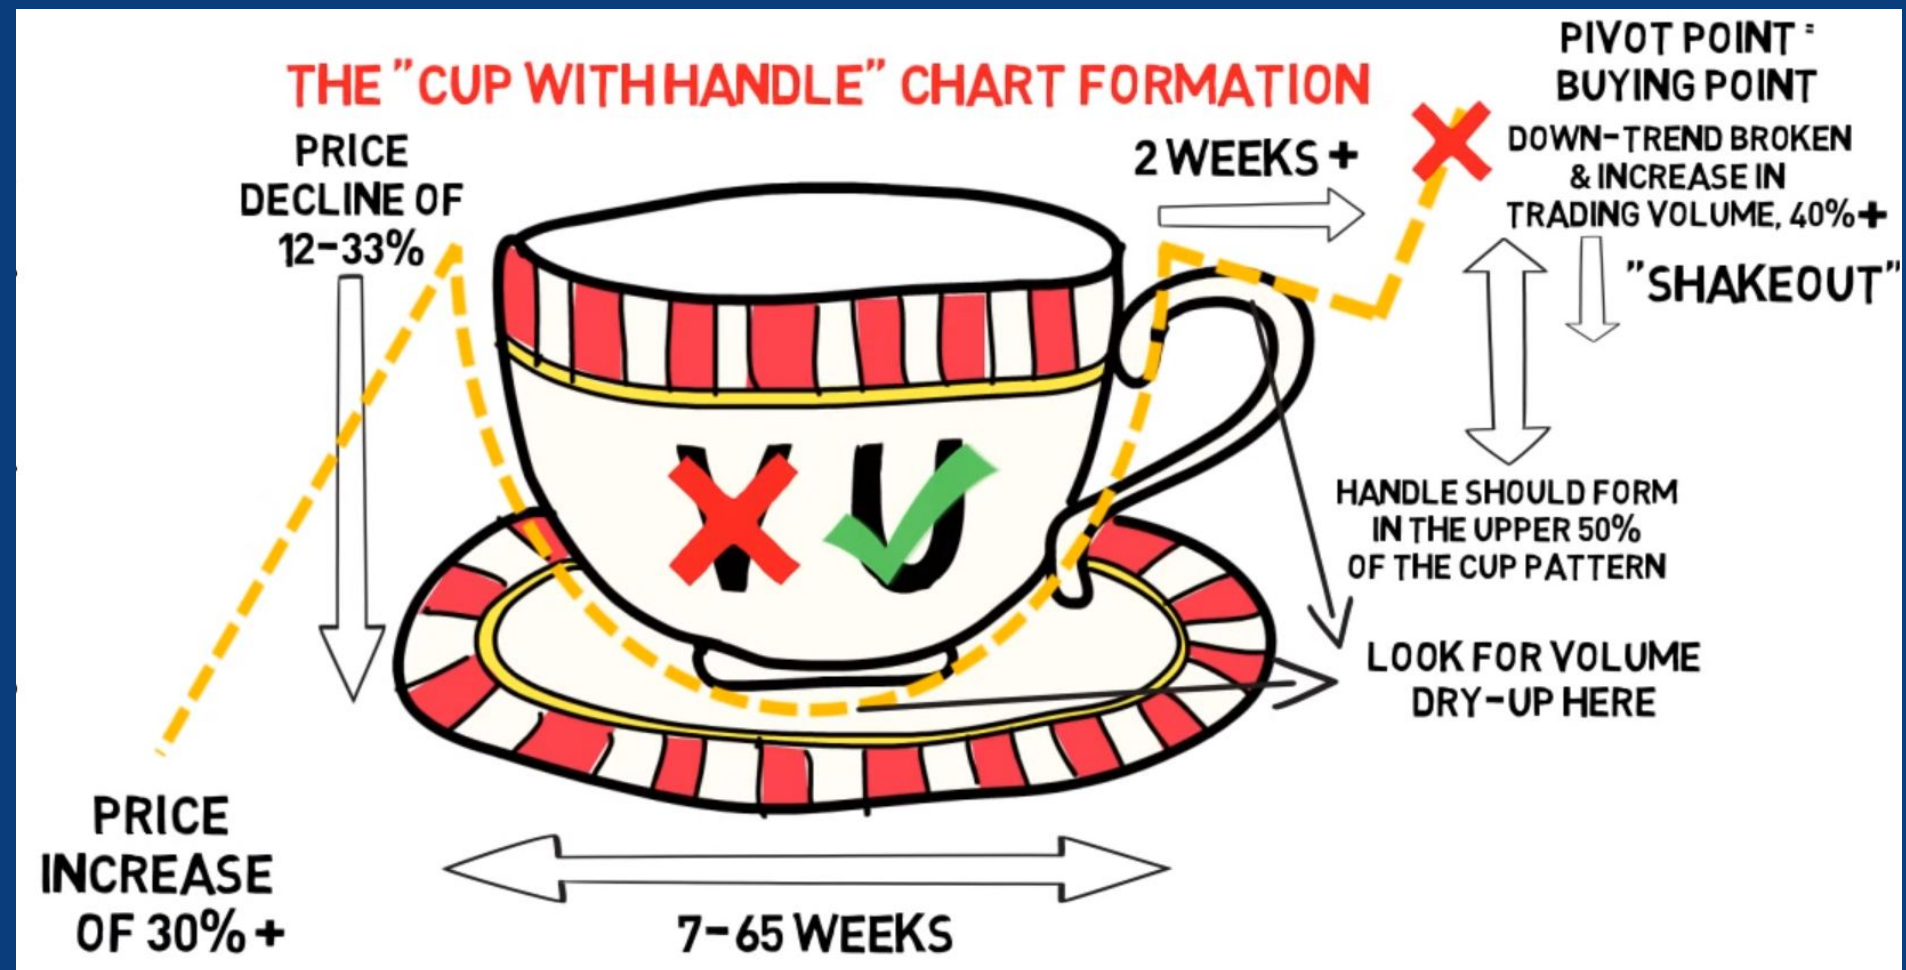 THE "CUP WITH HANDLE" CHART FORMATION
PRICE
DECLINE OF
12-33%
2 WEEKS +
PIVOT POINT =
BUYING POINT
DOWN-TREND BROKEN
& INCREASE IN
TRADING VOLUME, 40%+
"SHAKEOUT"
V U
HANDLE SHOULD FORM
IN THE UPPER 50%
OF THE CUP PATTERN
LOOK FOR VOLUME
DRY-UP HERE
PRICE
INCREASE
OF 30% +
7-65 WEEKS